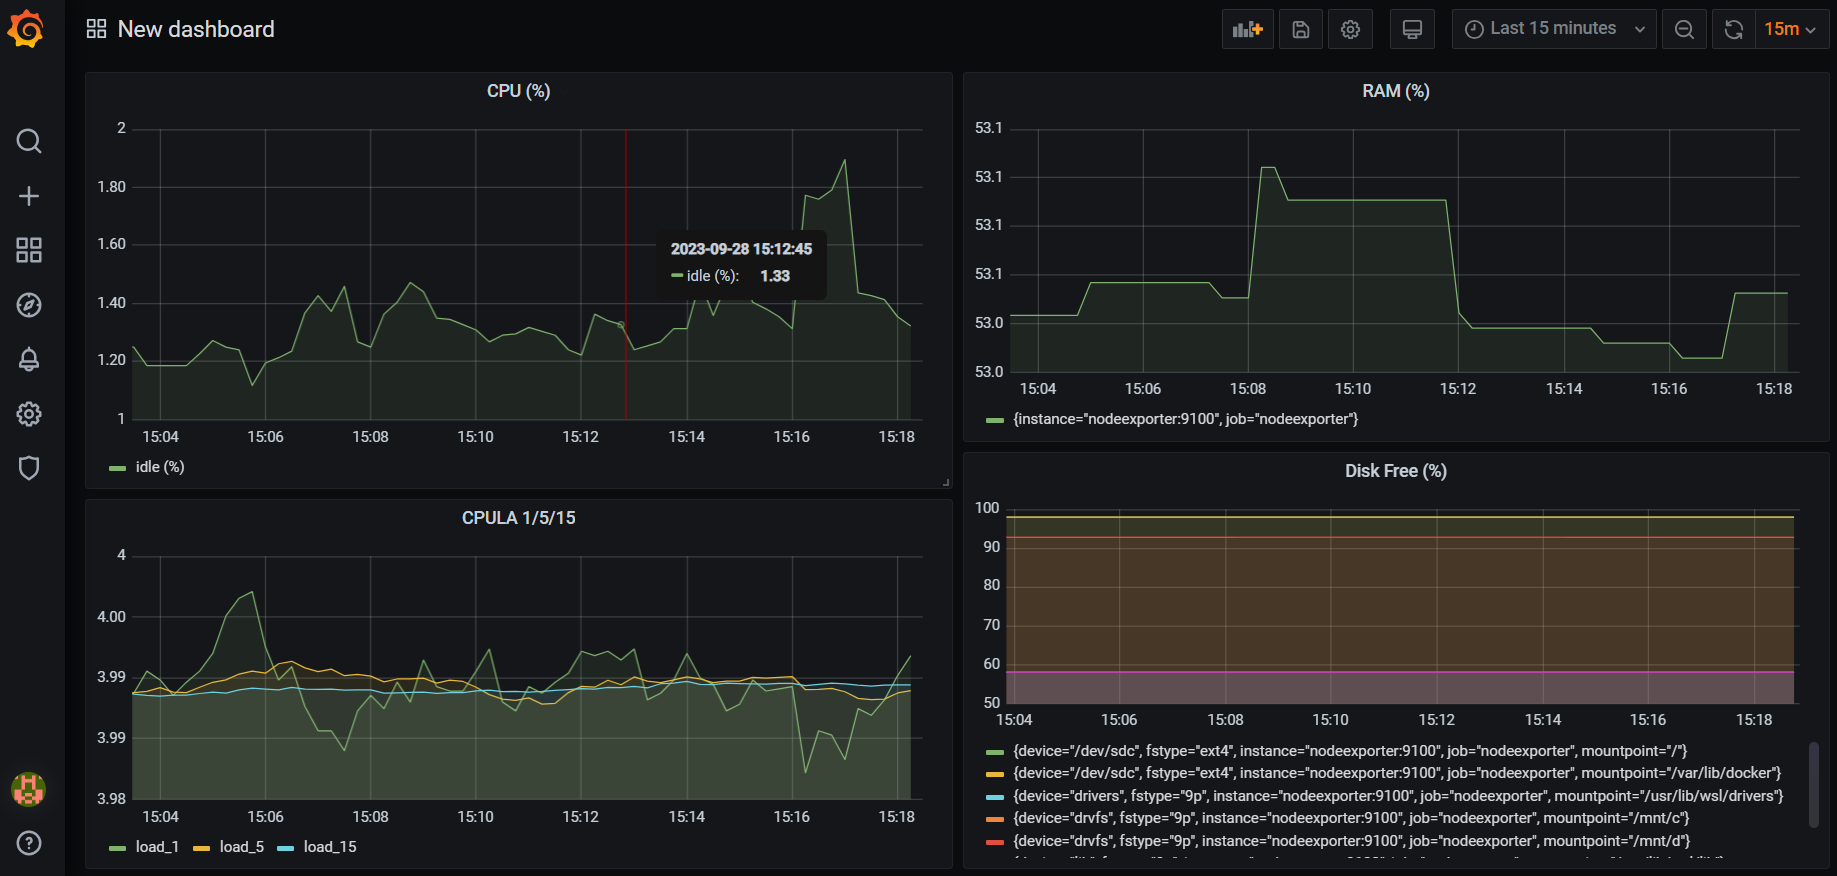 New dashboard
Last 15 minutes
15m
CPU (%)
2
1.80
1.60
1.40
1.20
1
2023-09-28 15:12:45
idle (%): 1.33
15:04 15:06 15:08 15:10 15:12 15:14 15:16 15:18
idle (%)
RAM (%)
53.1
53.1
53.1
53.1
53.0
53.0
15:04 15:06 15:08 15:10 15:12 15:14 15:16 15:18
{instance="nodeexporter:9100", job="nodeexporter"}
CPULA 1/5/15
4
4.00
3.99
3.99
3.98
15:04 15:06 15:08 15:10 15:12 15:14 15:16 15:18
load_1 load_5 load_15
Disk Free (%)
100
90
80
70
60
50
15:04 15:06 15:08 15:10 15:12 15:14 15:16 15:18
{device="/dev/sdc", fstype="ext4", instance="nodeexporter:9100", job="nodeexporter", mountpoint="/"}
{device="/dev/sdc", fstype="ext4", instance="nodeexporter:9100", job="nodeexporter", mountpoint="/var/lib/docker"}
{device="drivers", fstype="9p", instance="nodeexporter:9100", job="nodeexporter", mountpoint="/usr/lib/wsl/drivers"}
{device="drvfs", fstype="9p", instance="nodeexporter:9100", job="nodeexporter", mountpoint="/mnt/c"}
{device="drvfs", fstype="9p", instance="nodeexporter:9100", job="nodeexporter", mountpoint="/mnt/d"}